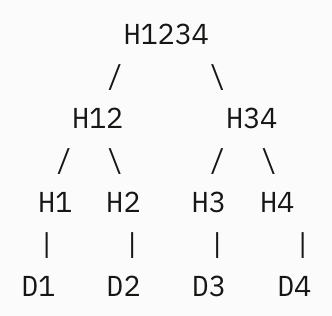 H1234
/ \
H12 H34
/ \ / \
H1 H2 H3 H4
| | | |
D1 D2 D3 D4